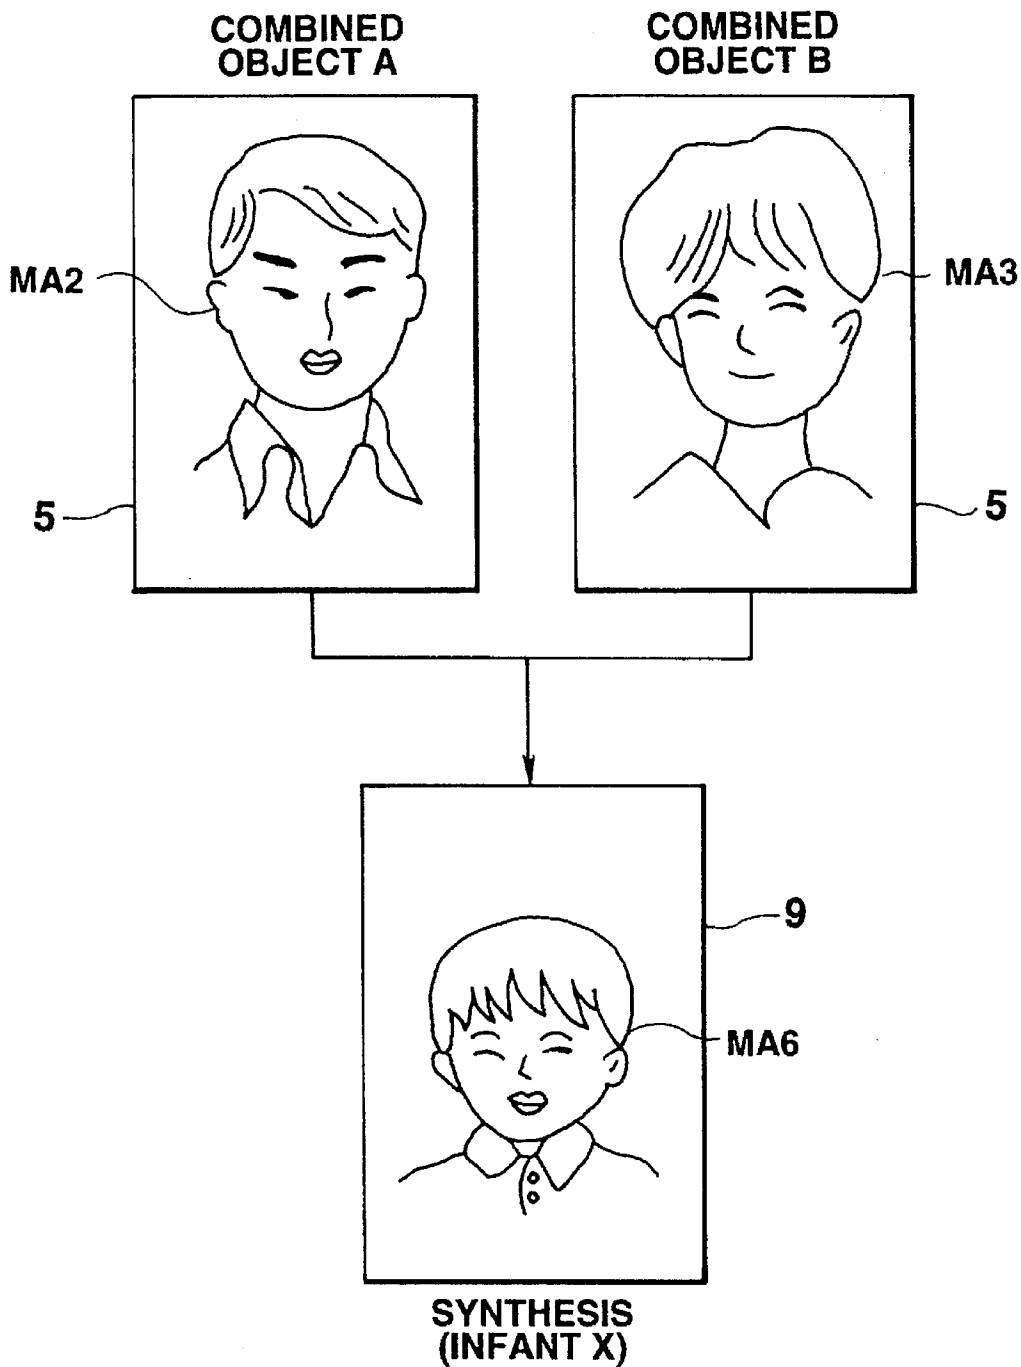 COMBINED
OBJECT A
COMBINED
OBJECT B
MA2
MA3
5
5
9
MA6
SYNTHESIS
(INFANT X)